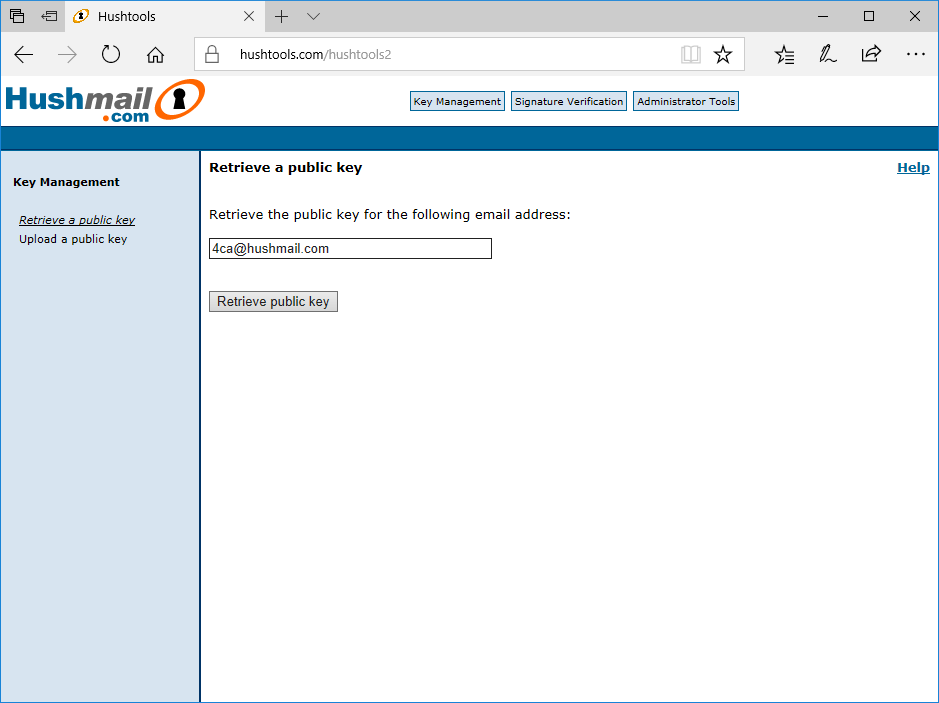 Hushtools
hushtools.com/hushtools2
Hushmail
.com
Key Management
Signature Verification
Administrator Tools
Key Management
Retrieve a public key
Upload a public key
Retrieve a public key
Help
Retrieve the public key for the following email address:
4ca@hushmail.com
Retrieve public key